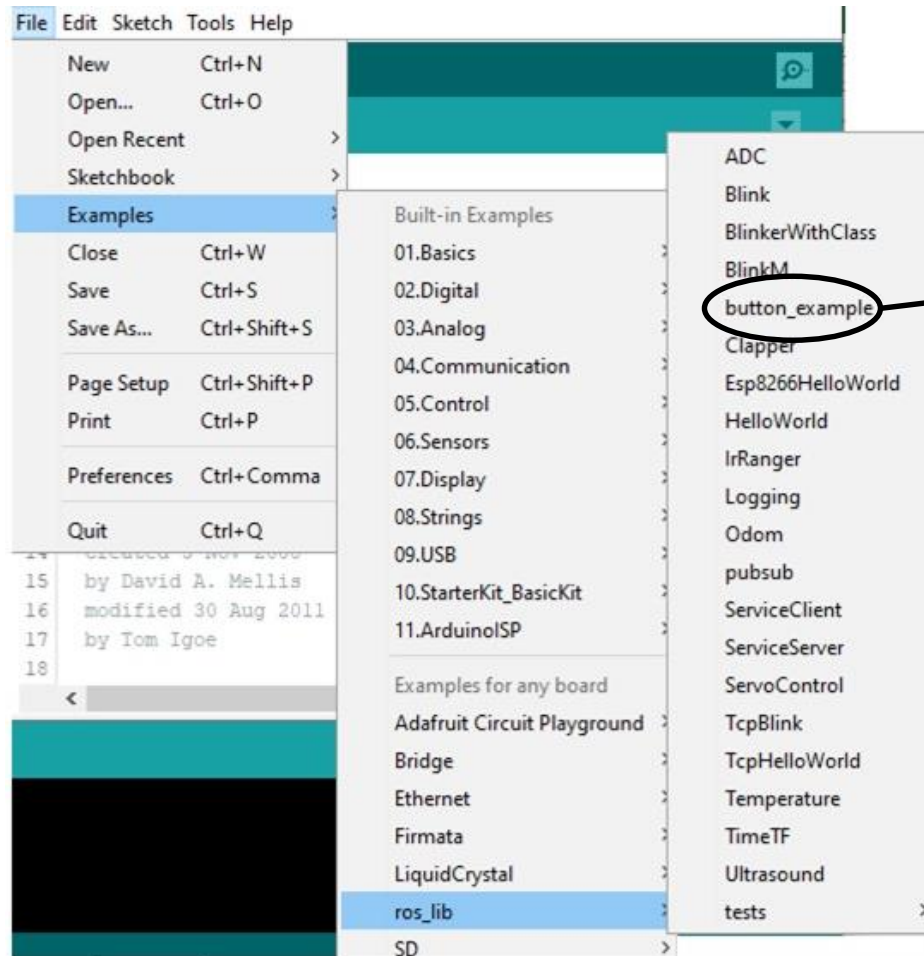 File Edit Sketch Tools Help
New Ctrl+N
Open... Ctrl+O
Open Recent
Sketchbook
Examples
Close Ctrl+W
Save Ctrl+S
Save As... Ctrl+Shift+S
Page Setup Ctrl+Shift+P
Print Ctrl+P
Preferences Ctrl+Comma
Quit Ctrl+Q
15 by David A. Mellis
16 modified 30 Aug 2011
17 by Tom Igoe
18
Built-in Examples
01.Basics
02.Digital
03.Analog
04.Communication
05.Control
06.Sensors
07.Display
08.Strings
09.USB
10.StarterKit_BasicKit
11.ArduinoISP
Examples for any board
Adafruit Circuit Playground
Bridge
Ethernet
Firmata
LiquidCrystal
ros_lib
SD
ADC
Blink
BlinkerWithClass
BlinkM
button_example
Clapper
Esp8266HelloWorld
HelloWorld
IrRanger
Logging
Odom
pubsub
ServiceClient
ServiceServer
ServoControl
TcpBlink
TcpHelloWorld
Temperature
TimeTF
Ultrasound
tests